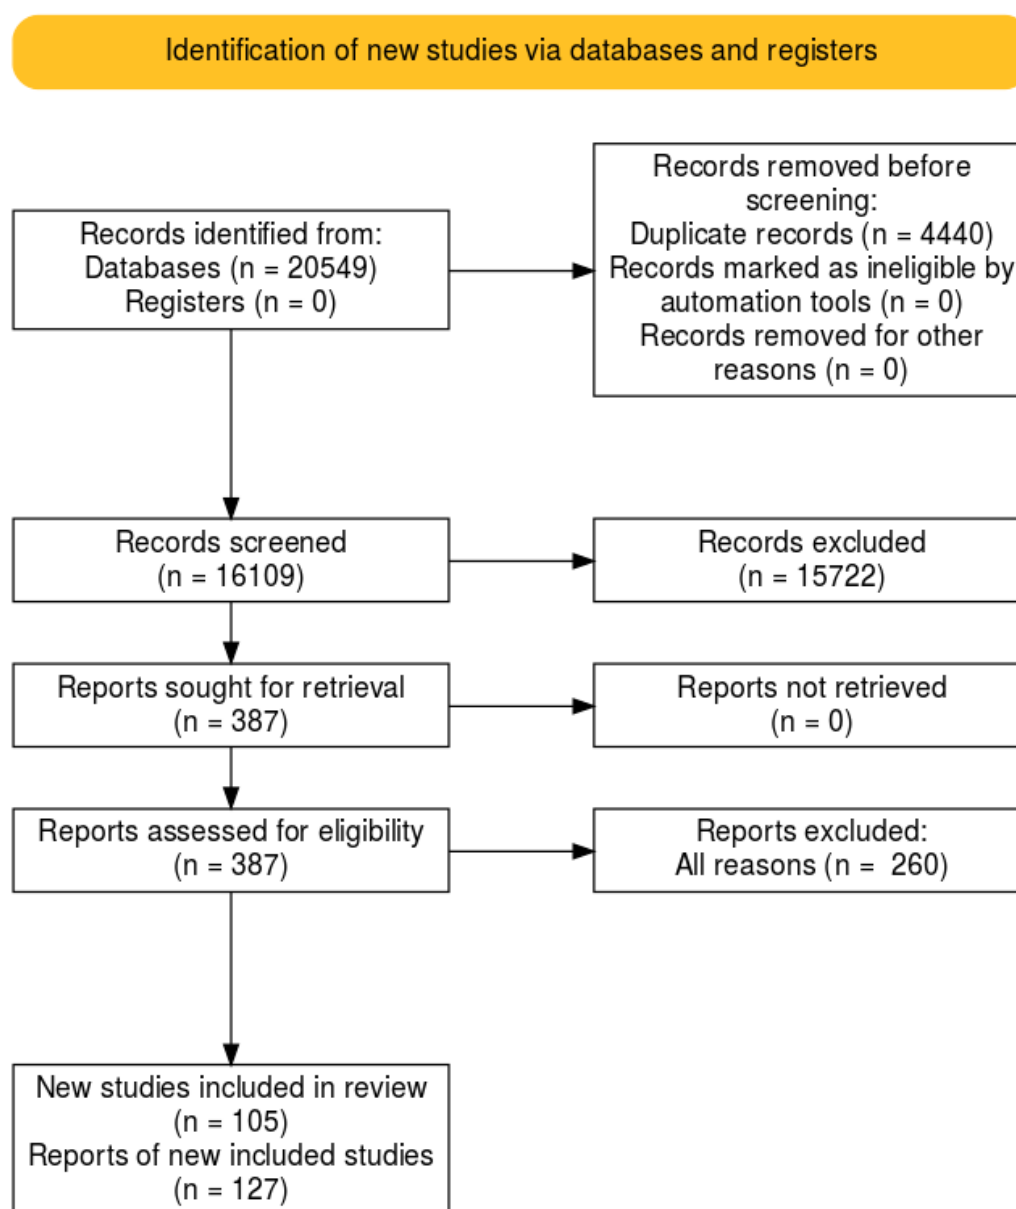 Identification of new studies via databases and registers
Records identified from:
Databases (n = 20549)
Registers (n = 0)
Records removed before
screening:
Duplicate records (n = 4440)
Records marked as ineligible by
automation tools (n = 0)
Records removed for other
reasons (n = 0)
Records screened
(n = 16109)
Records excluded
(n = 15722)
Reports sought for retrieval
(n = 387)
Reports not retrieved
(n = 0)
Reports assessed for eligibility
(n = 387)
Reports excluded:
All reasons (n =  260)
New studies included in review
(n = 105)
Reports of new included studies
(n = 127)